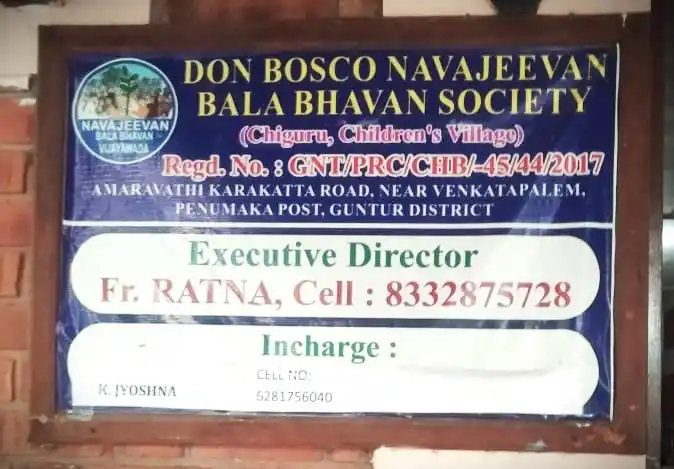 NAVAJEEVAN
BALA BHAVAN
VIJAYAWADA
DON BOSCO NAVAJEEVAN
BALA BHAVAN SOCIETY
(Chiguru, Children's Village)
Regd. No. : GNT/PRC/CHB/-45/44/2017
AMARAVATHI KARAKATTA ROAD, NEAR VENKATAPALEM,
PENUMAKA POST, GUNTUR DISTRICT
Executive Director
Fr. RATNA, Cell : 8332875728
Incharge :
CELL NO:
K. JYOSHNA
6281756040